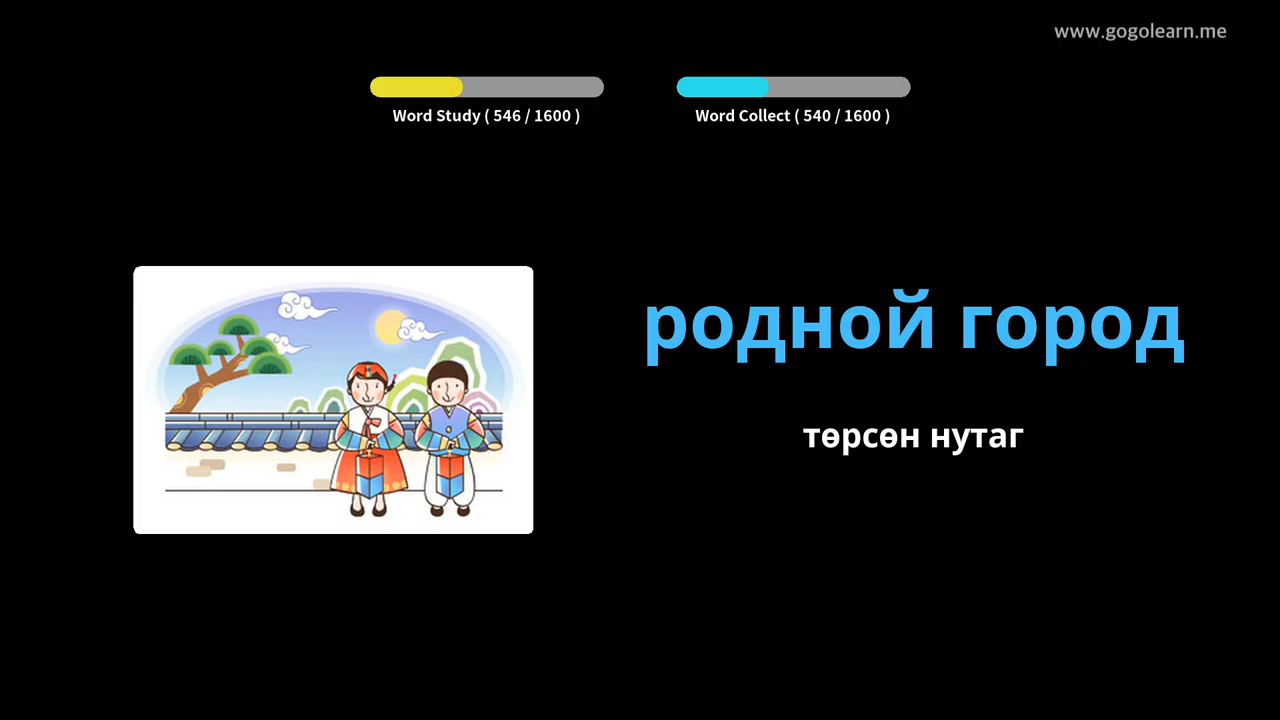 www.gogolearn.me
Word Study ( 546 / 1600 )
Word Collect ( 540 / 1600 )
родной город
төрсөн нутаг